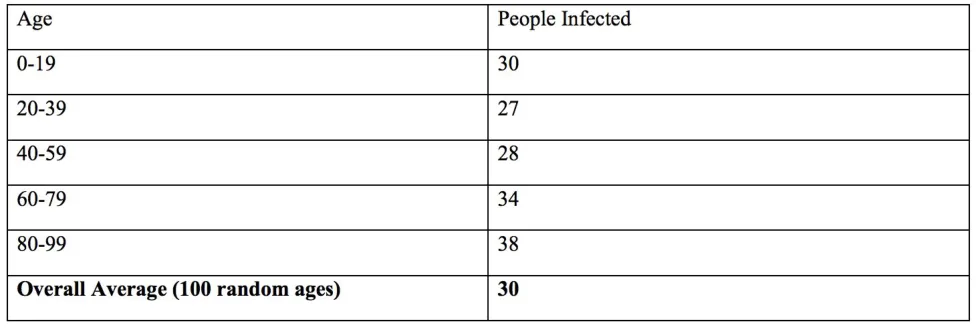 Age People Infected
0-19 30
20-39 27
40-59 28
60-79 34
80-99 38
Overall Average (100 random ages) 30